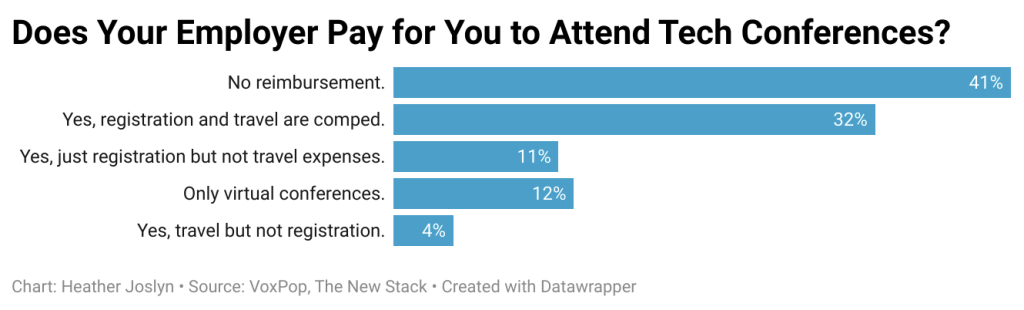 Does Your Employer Pay for You to Attend Tech Conferences?
No reimbursement. 41%
Yes, registration and travel are comped. 32%
Yes, just registration but not travel expenses. 11%
Only virtual conferences. 12%
Yes, travel but not registration. 4%
Chart: Heather Joslyn • Source: VoxPop, The New Stack • Created with Datawrapper